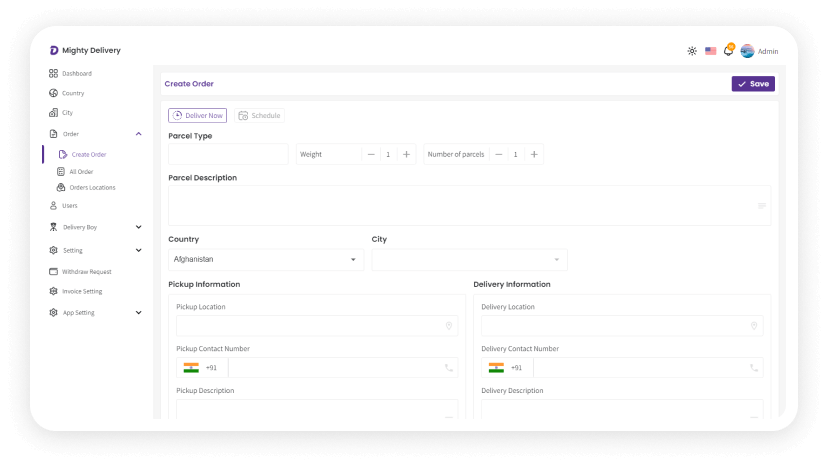 Mighty Delivery
Admin
Dashboard
Country
City
Order
Create Order
All Order
Orders Locations
Users
Delivery Boy
Setting
Withdraw Request
Invoice Setting
App Setting
Create Order
Save
Deliver Now
Schedule
Parcel Type
Weight
1
Number of parcels
1
Parcel Description
Country
City
Afghanistan
Pickup Information
Delivery Information
Pickup Location
Delivery Location
Pickup Contact Number
Delivery Contact Number
+91
+91
Pickup Description
Delivery Description